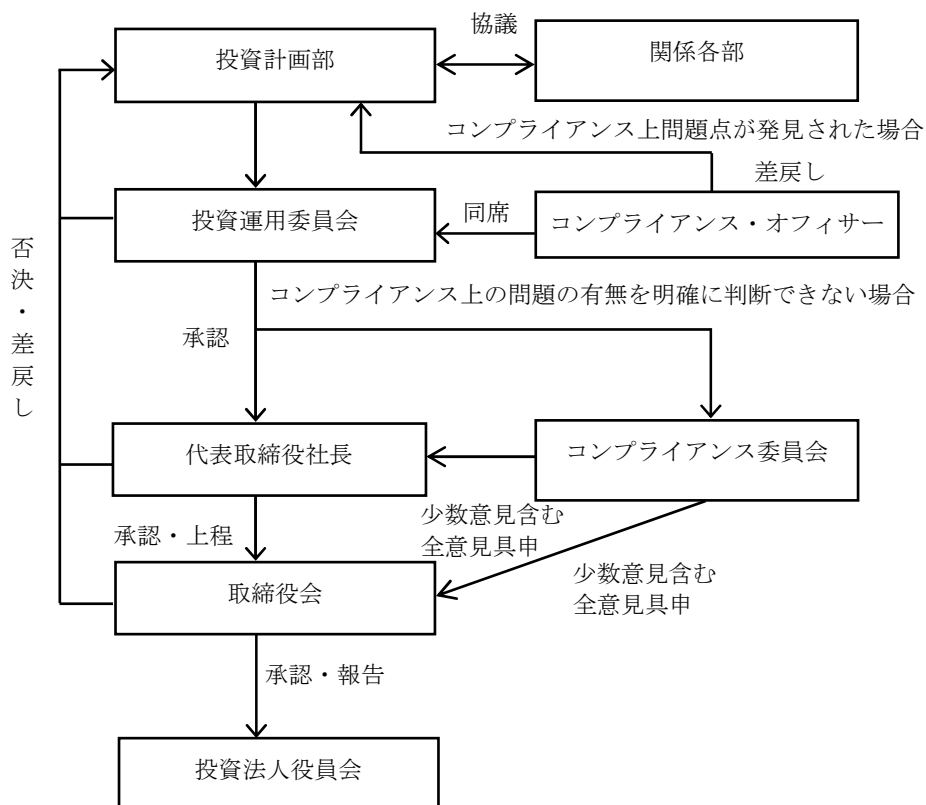 協議
投資計画部
関係各部
コンプライアンス上問題点が発見された場合
差戻し
投資運用委員会
同席
コンプライアンス・オフィサー
否決・差戻し
コンプライアンス上の問題の有無を明確に判断できない場合
承認
代表取締役社長
コンプライアンス委員会
少数意見含む
全意見具申
承認・上程
少数意見含む
全意見具申
取締役会
承認・報告
投資法人役員会